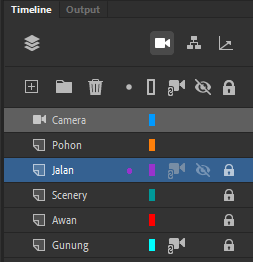 Timeline Output
Camera
Pohon
Jalan
Scenery
Awan
Gunung